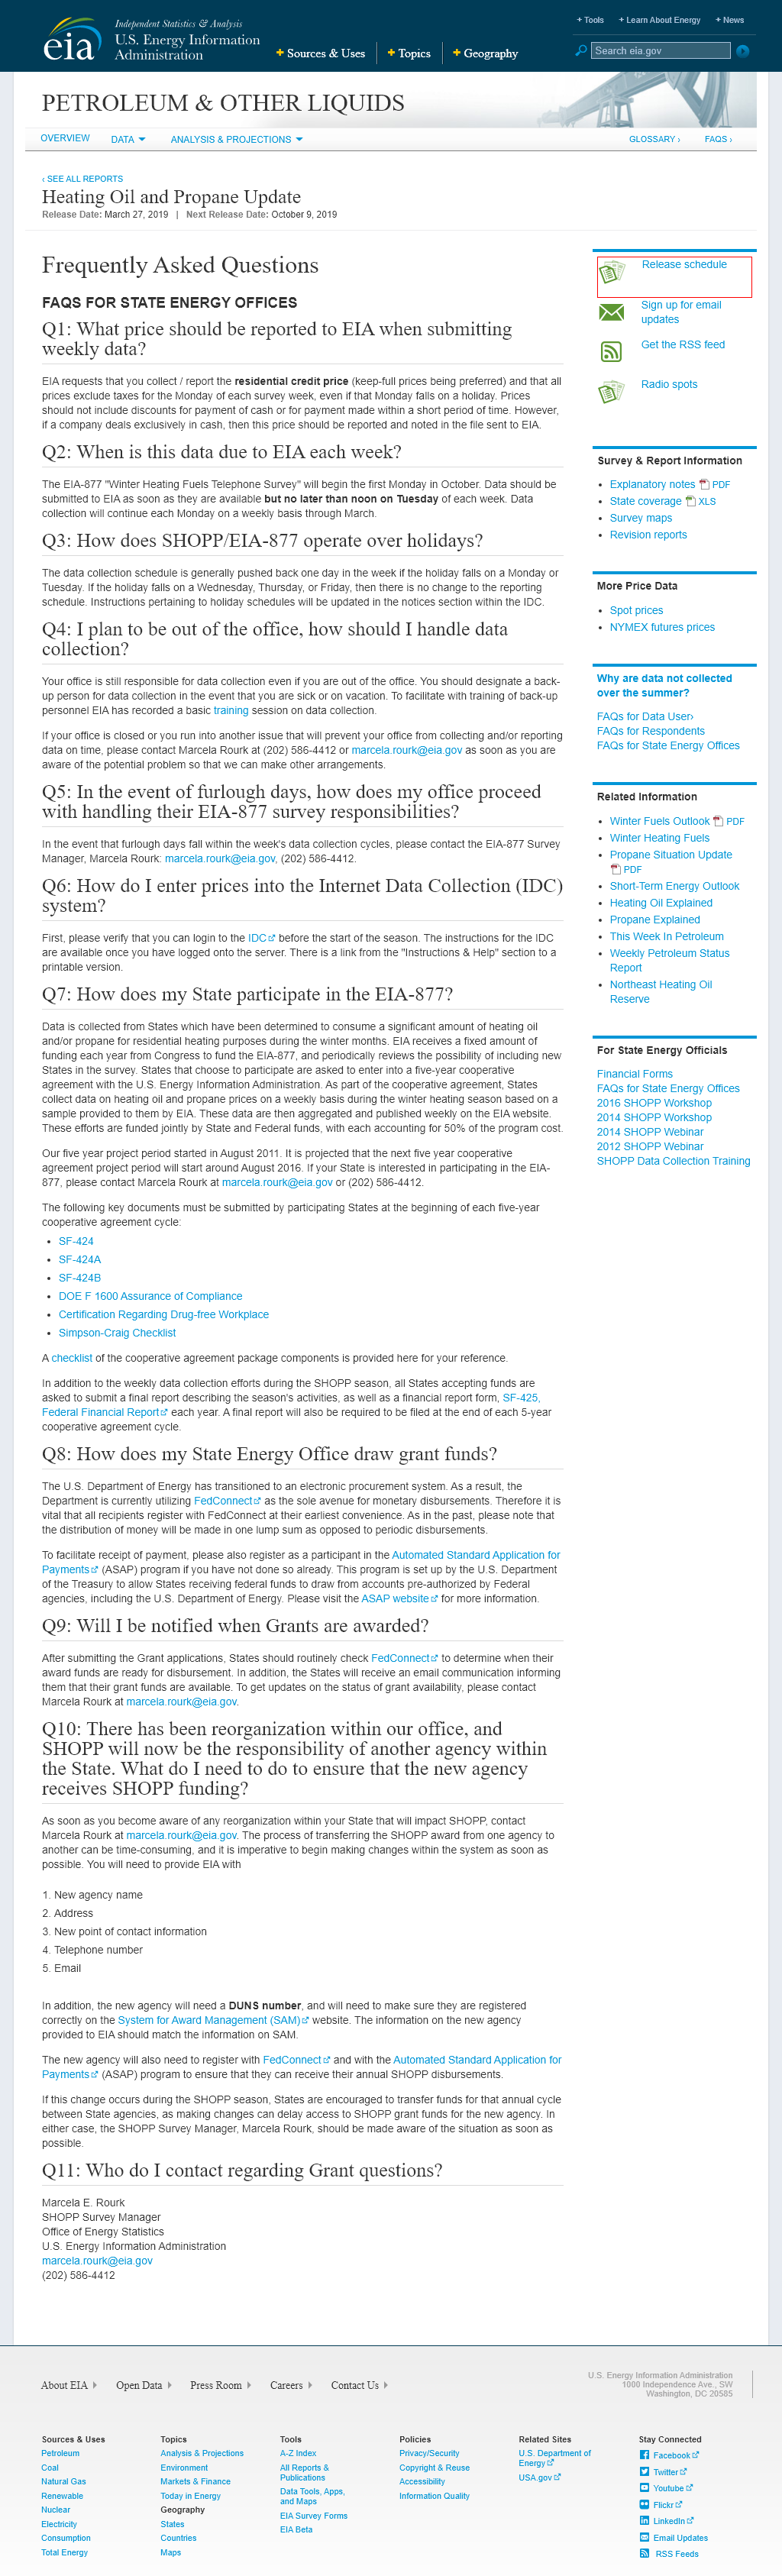 Independent Statistics & Analysis
eia
U.S. Energy Information
Administration
+ Sources & Uses
+ Topics
+ Geography
+ Tools
+ Learn About Energy
+ News
Search eia.gov
PETROLEUM & OTHER LIQUIDS
OVERVIEW
DATA
ANALYSIS & PROJECTIONS
GLOSSARY ›
FAQS ›
‹ SEE ALL REPORTS
Heating Oil and Propane Update
Release Date: March 27, 2019 | Next Release Date: October 9, 2019
Frequently Asked Questions
FAQS FOR STATE ENERGY OFFICES
Q1: What price should be reported to EIA when submitting
weekly data?
EIA requests that you collect / report the residential credit price (keep-full prices being preferred) and that all
prices exclude taxes for the Monday of each survey week, even if that Monday falls on a holiday. Prices
should not include discounts for payment of cash or for payment made within a short period of time. However,
if a company deals exclusively in cash, then this price should be reported and noted in the file sent to EIA.
Q2: When is this data due to EIA each week?
The EIA-877 "Winter Heating Fuels Telephone Survey" will begin the first Monday in October. Data should be
submitted to EIA as soon as they are available but no later than noon on Tuesday of each week. Data
collection will continue each Monday on a weekly basis through March.
Q3: How does SHOPP/EIA-877 operate over holidays?
The data collection schedule is generally pushed back one day in the week if the holiday falls on a Monday or
Tuesday. If the holiday falls on a Wednesday, Thursday, or Friday, then there is no change to the reporting
schedule. Instructions pertaining to holiday schedules will be updated in the notices section within the IDC.
Q4: I plan to be out of the office, how should I handle data
collection?
Your office is still responsible for data collection even if you are out of the office. You should designate a back-
up person for data collection in the event that you are sick or on vacation. To facilitate with training of back-up
personnel EIA has recorded a basic training session on data collection.
If your office is closed or you run into another issue that will prevent your office from collecting and/or reporting
data on time, please contact Marcela Rourk at (202) 586-4412 or marcela.rourk@eia.gov as soon as you are
aware of the potential problem so that we can make other arrangements.
Q5: In the event of furlough days, how does my office proceed
with handling their EIA-877 survey responsibilities?
In the event that furlough days fall within the week's data collection cycles, please contact the EIA-877 Survey
Manager, Marcela Rourk: marcela.rourk@eia.gov, (202) 586-4412.
Q6: How do I enter prices into the Internet Data Collection (IDC)
system?
First, please verify that you can login to the IDC before the start of the season. The instructions for the IDC
are available once you have logged onto the server. There is a link from the "Instructions & Help" section to a
printable version.
Q7: How does my State participate in the EIA-877?
Data is collected from States which have been determined to consume a significant amount of heating oil
and/or propane for residential heating purposes during the winter months. EIA receives a fixed amount of
funding each year from Congress to fund the EIA-877, and periodically reviews the possibility of including new
States in the survey. States that choose to participate are asked to enter into a five-year cooperative
agreement with the U.S. Energy Information Administration. As part of the cooperative agreement, States
collect data on heating oil and propane prices on a weekly basis during the winter heating season based on a
sample provided to them by EIA. These data are then aggregated and published weekly on the EIA website.
These efforts are funded jointly by State and Federal funds, with each accounting for 50% of the program cost.
Our five year project period started in August 2011. It is projected that the next five year cooperative
agreement project period will start around August 2016. If your State is interested in participating in the EIA-
877, please contact Marcela Rourk at marcela.rourk@eia.gov or (202) 586-4412.
The following key documents must be submitted by participating States at the beginning of each five-year
cooperative agreement cycle:
• SF-424
• SF-424A
• SF-424B
• DOE F 1600 Assurance of Compliance
• Certification Regarding Drug-free Workplace
• Simpson-Craig Checklist
A checklist of the cooperative agreement package components is provided here for your reference.
In addition to the weekly data collection efforts during the SHOPP season, all States accepting funds are
asked to submit a final report describing the season's activities, as well as a financial report form, SF-425,
Federal Financial Report each year. A final report will also be required to be filed at the end of each 5-year
cooperative agreement cycle.
Q8: How does my State Energy Office draw grant funds?
The U.S. Department of Energy has transitioned to an electronic procurement system. As a result, the
Department is currently utilizing FedConnect as the sole avenue for monetary disbursements. Therefore it is
vital that all recipients register with FedConnect at their earliest convenience. As in the past, please note that
the distribution of money will be made in one lump sum as opposed to periodic disbursements.
To facilitate receipt of payment, please also register as a participant in the Automated Standard Application for
Payments (ASAP) program if you have not done so already. This program is set up by the U.S. Department
of the Treasury to allow States receiving federal funds to draw from accounts pre-authorized by Federal
agencies, including the U.S. Department of Energy. Please visit the ASAP website for more information.
Q9: Will I be notified when Grants are awarded?
After submitting the Grant applications, States should routinely check FedConnect to determine when their
award funds are ready for disbursement. In addition, the States will receive an email communication informing
them that their grant funds are available. To get updates on the status of grant availability, please contact
Marcela Rourk at marcela.rourk@eia.gov.
Q10: There has been reorganization within our office, and
SHOPP will now be the responsibility of another agency within
the State. What do I need to do to ensure that the new agency
receives SHOPP funding?
As soon as you become aware of any reorganization within your State that will impact SHOPP, contact
Marcela Rourk at marcela.rourk@eia.gov. The process of transferring the SHOPP award from one agency to
another can be time-consuming, and it is imperative to begin making changes within the system as soon as
possible. You will need to provide EIA with
1. New agency name
2. Address
3. New point of contact information
4. Telephone number
5. Email
In addition, the new agency will need a DUNS number, and will need to make sure they are registered
correctly on the System for Award Management (SAM) website. The information on the new agency
provided to EIA should match the information on SAM.
The new agency will also need to register with FedConnect and with the Automated Standard Application for
Payments (ASAP) program to ensure that they can receive their annual SHOPP disbursements.
If this change occurs during the SHOPP season, States are encouraged to transfer funds for that annual cycle
between State agencies, as making changes can delay access to SHOPP grant funds for the new agency. In
either case, the SHOPP Survey Manager, Marcela Rourk, should be made aware of the situation as soon as
possible.
Q11: Who do I contact regarding Grant questions?
Marcela E. Rourk
SHOPP Survey Manager
Office of Energy Statistics
U.S. Energy Information Administration
marcela.rourk@eia.gov
(202) 586-4412
Release schedule
Sign up for email
updates
Get the RSS feed
Radio spots
Survey & Report Information
• Explanatory notes PDF
• State coverage XLS
• Survey maps
• Revision reports
More Price Data
• Spot prices
• NYMEX futures prices
Why are data not collected
over the summer?
FAQs for Data User›
FAQs for Respondents
FAQs for State Energy Offices
Related Information
• Winter Fuels Outlook PDF
• Winter Heating Fuels
• Propane Situation Update
PDF
• Short-Term Energy Outlook
• Heating Oil Explained
• Propane Explained
• This Week In Petroleum
• Weekly Petroleum Status
Report
• Northeast Heating Oil
Reserve
For State Energy Officials
Financial Forms
FAQs for State Energy Offices
2016 SHOPP Workshop
2014 SHOPP Workshop
2014 SHOPP Webinar
2012 SHOPP Webinar
SHOPP Data Collection Training
About EIA
Open Data
Press Room
Careers
Contact Us
U.S. Energy Information Administration
1000 Independence Ave., SW
Washington, DC 20585
Sources & Uses
Petroleum
Coal
Natural Gas
Renewable
Nuclear
Electricity
Consumption
Total Energy
Topics
Analysis & Projections
Environment
Markets & Finance
Today in Energy
Geography
States
Countries
Maps
Tools
A-Z Index
All Reports &
Publications
Data Tools, Apps,
and Maps
EIA Survey Forms
EIA Beta
Policies
Privacy/Security
Copyright & Reuse
Accessibility
Information Quality
Related Sites
U.S. Department of
Energy
USA.gov
Stay Connected
Facebook
Twitter
Youtube
Flickr
LinkedIn
Email Updates
RSS Feeds